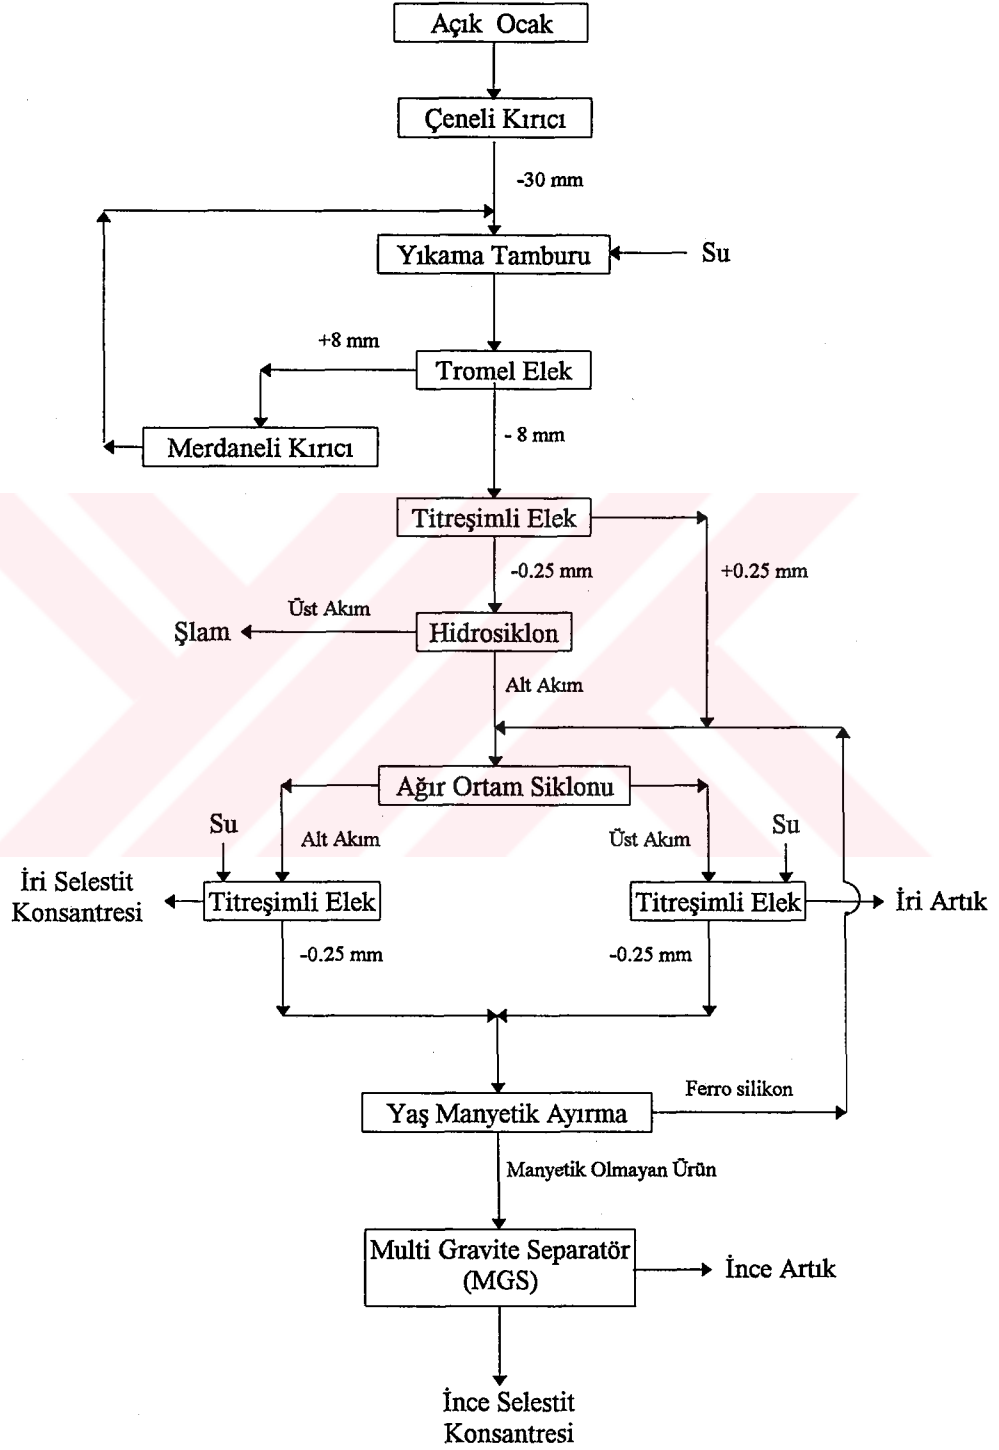 Açık Ocak
Çeneli Kırıcı
-30 mm
Yıkama Tamburu
Su
+8 mm
Tromel Elek
- 8 mm
Merdaneli Kırıcı
Titreşimli Elek
-0.25 mm
+0.25 mm
Üst Akım
Şlam
Hidrosiklon
Alt Akım
Ağır Ortam Siklonu
Su
Alt Akım
Üst Akım
Su
İri Selestit
Konsantresi
Titreşimli Elek
Titreşimli Elek
İri Artık
-0.25 mm
-0.25 mm
Ferro silikon
Yaş Manyetik Ayırma
Manyetik Olmayan Ürün
Multi Gravite Separatör
(MGS)
İnce Artık
İnce Selestit
Konsantresi